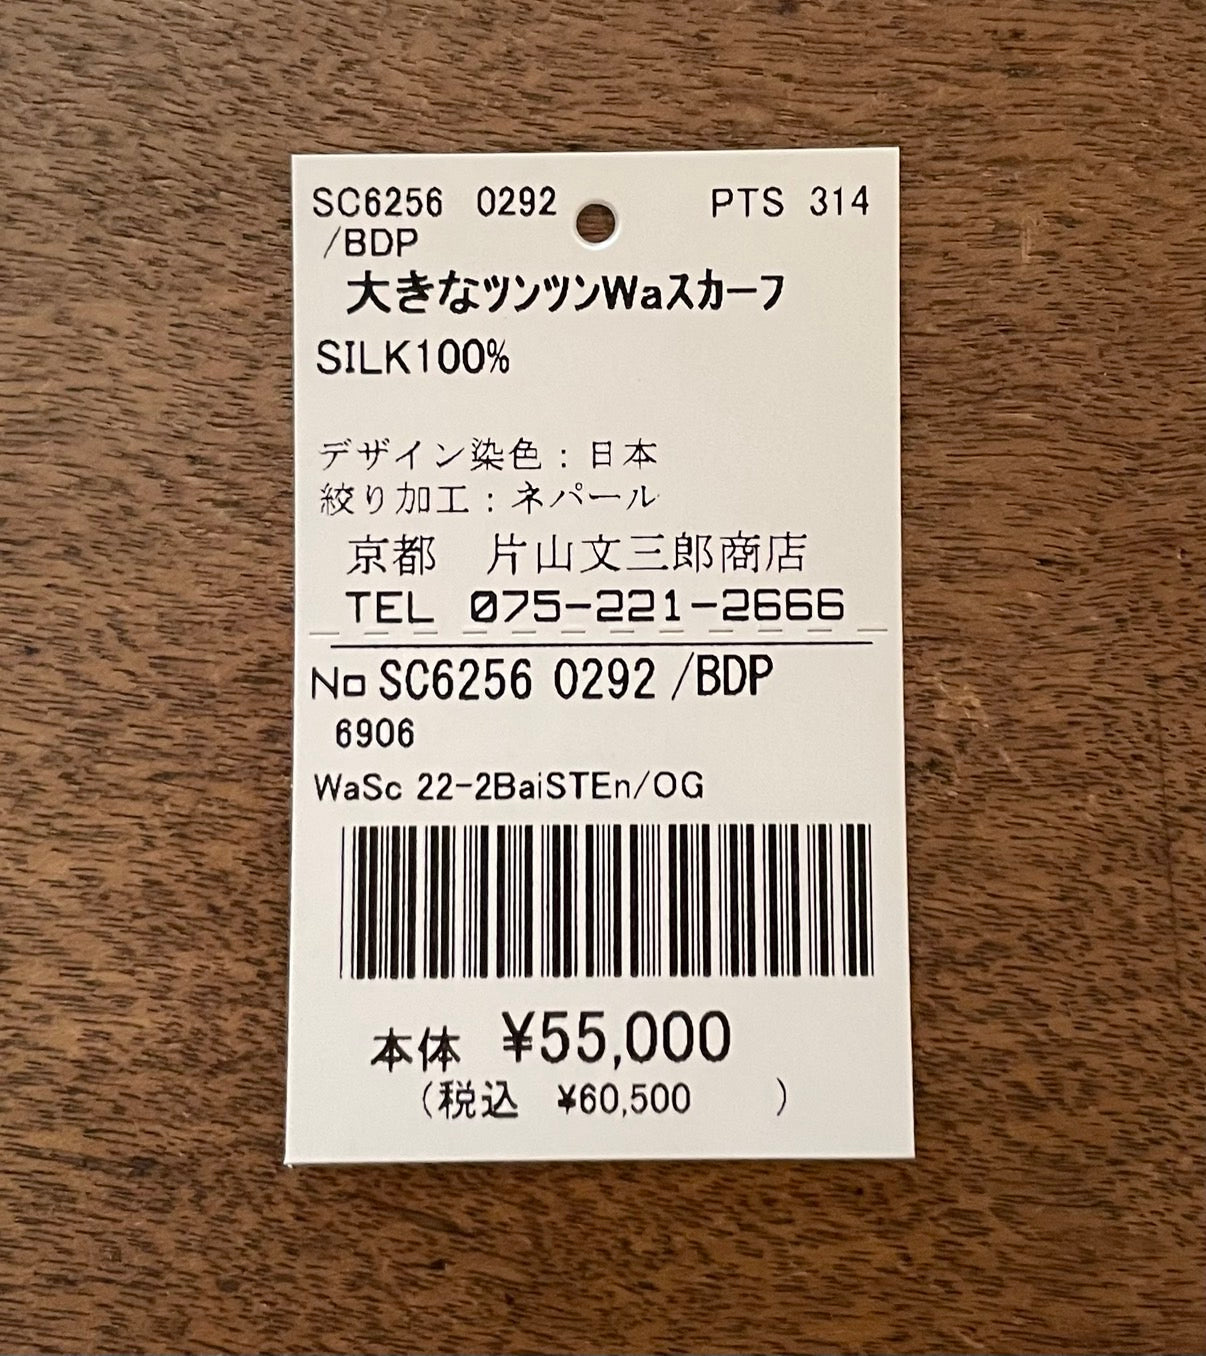 SC6256 0292 PTS 314
/BDP
大きなツンツンWaスカーフ
SILK100%
デザイン染色：日本
絞り加工：ネパール
京都 片山文三郎商店
TEL 075-221-2666
No SC6256 0292 /BDP
6906
WaSc 22-2BaiSTEn/OG
本体 ¥55,000
(税込 ¥60,500 )